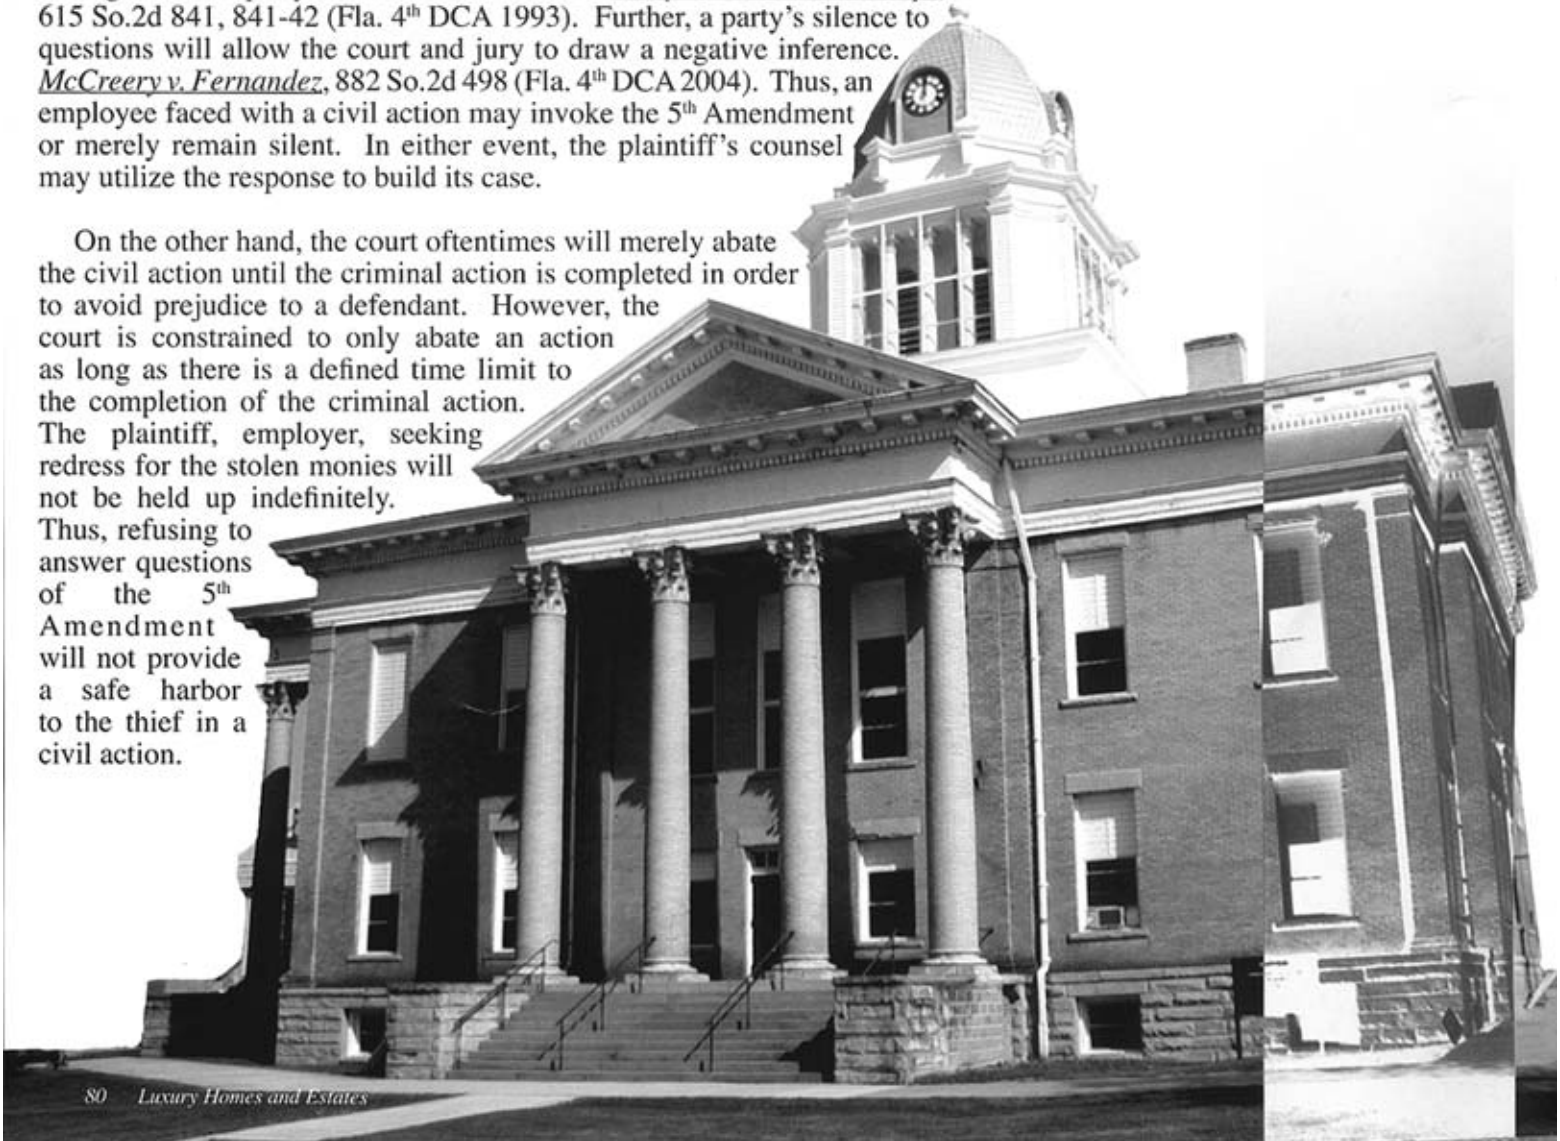 615 So.2d 841, 841-42 (Fla. 4th DCA 1993). Further, a party's silence to
questions will allow the court and jury to draw a negative inference.
McCreery v. Fernandez, 882 So.2d 498 (Fla. 4th DCA 2004). Thus, an
employee faced with a civil action may invoke the 5th Amendment
or merely remain silent. In either event, the plaintiff's counsel
may utilize the response to build its case.
On the other hand, the court oftentimes will merely abate
the civil action until the criminal action is completed in order
to avoid prejudice to a defendant. However, the
court is constrained to only abate an action
as long as there is a defined time limit to
the completion of the criminal action.
The plaintiff, employer, seeking
redress for the stolen monies will
not be held up indefinitely.
Thus, refusing to
answer questions
of the 5th
Amendment
will not provide
a safe harbor
to the thief in a
civil action.
80 Luxury Homes and Estates